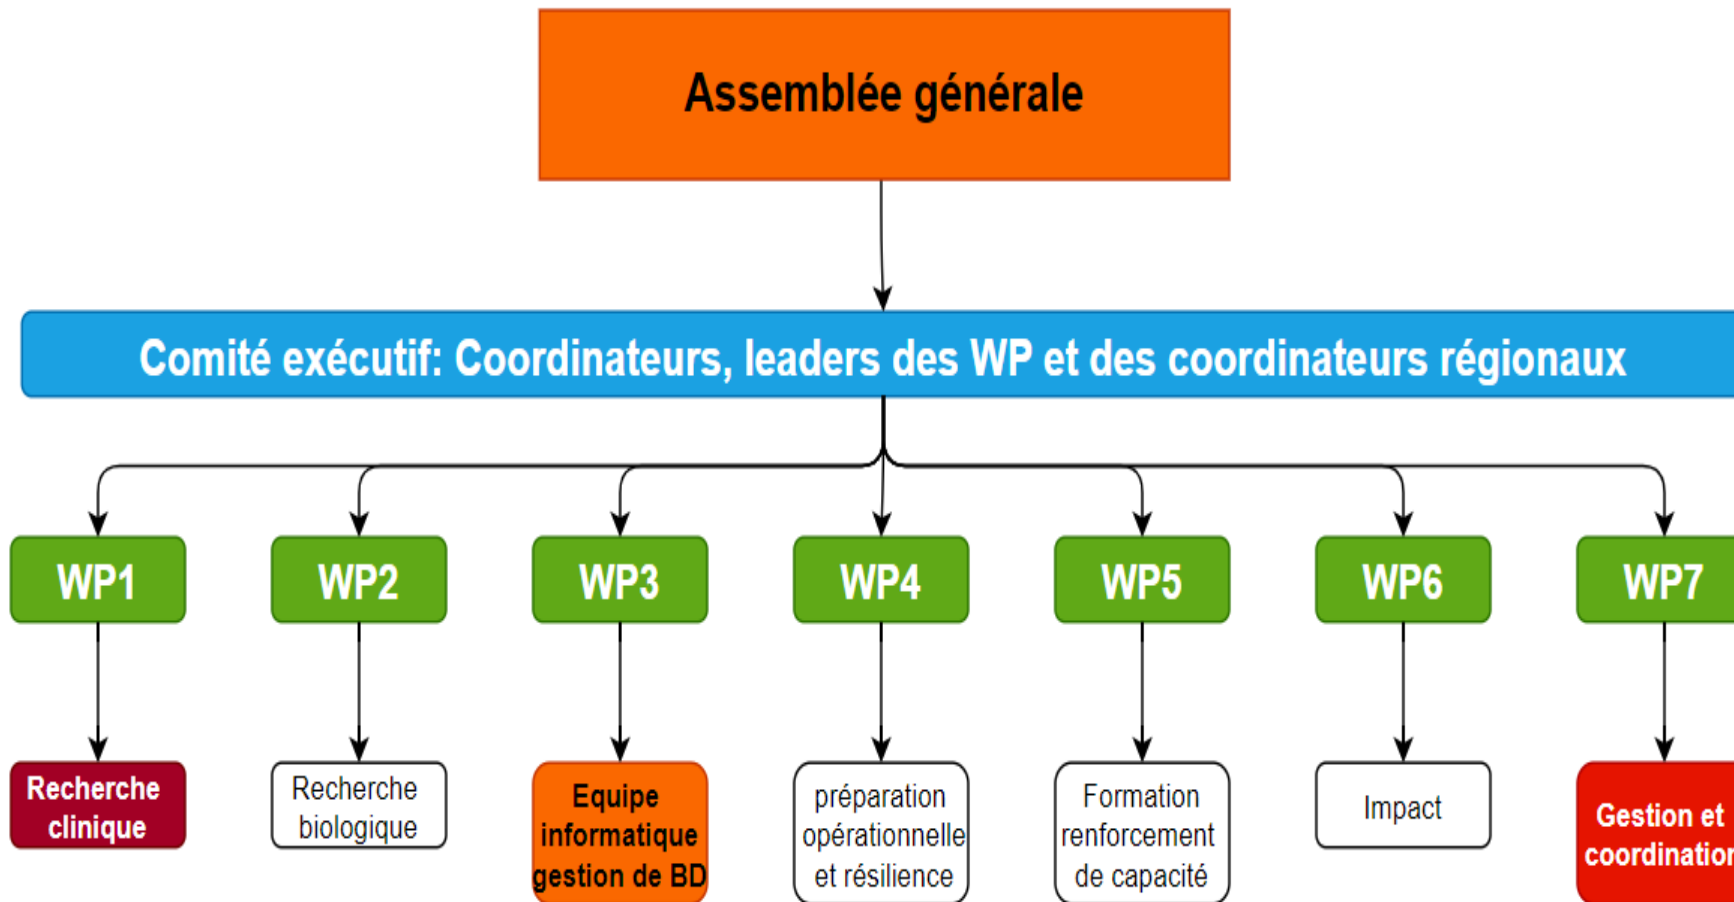 Assemblée générale
Comité exécutif: Coordinateurs, leaders des WP et des coordinateurs régionaux
WP1
WP2
WP3
WP4
WP5
WP6
WP7
Recherche
clinique
Recherche
biologique
Equipe
informatique
gestion de BD
préparation
opérationnelle
et résilience
Formation
renforcement
de capacité
Impact
Gestion et
coordination